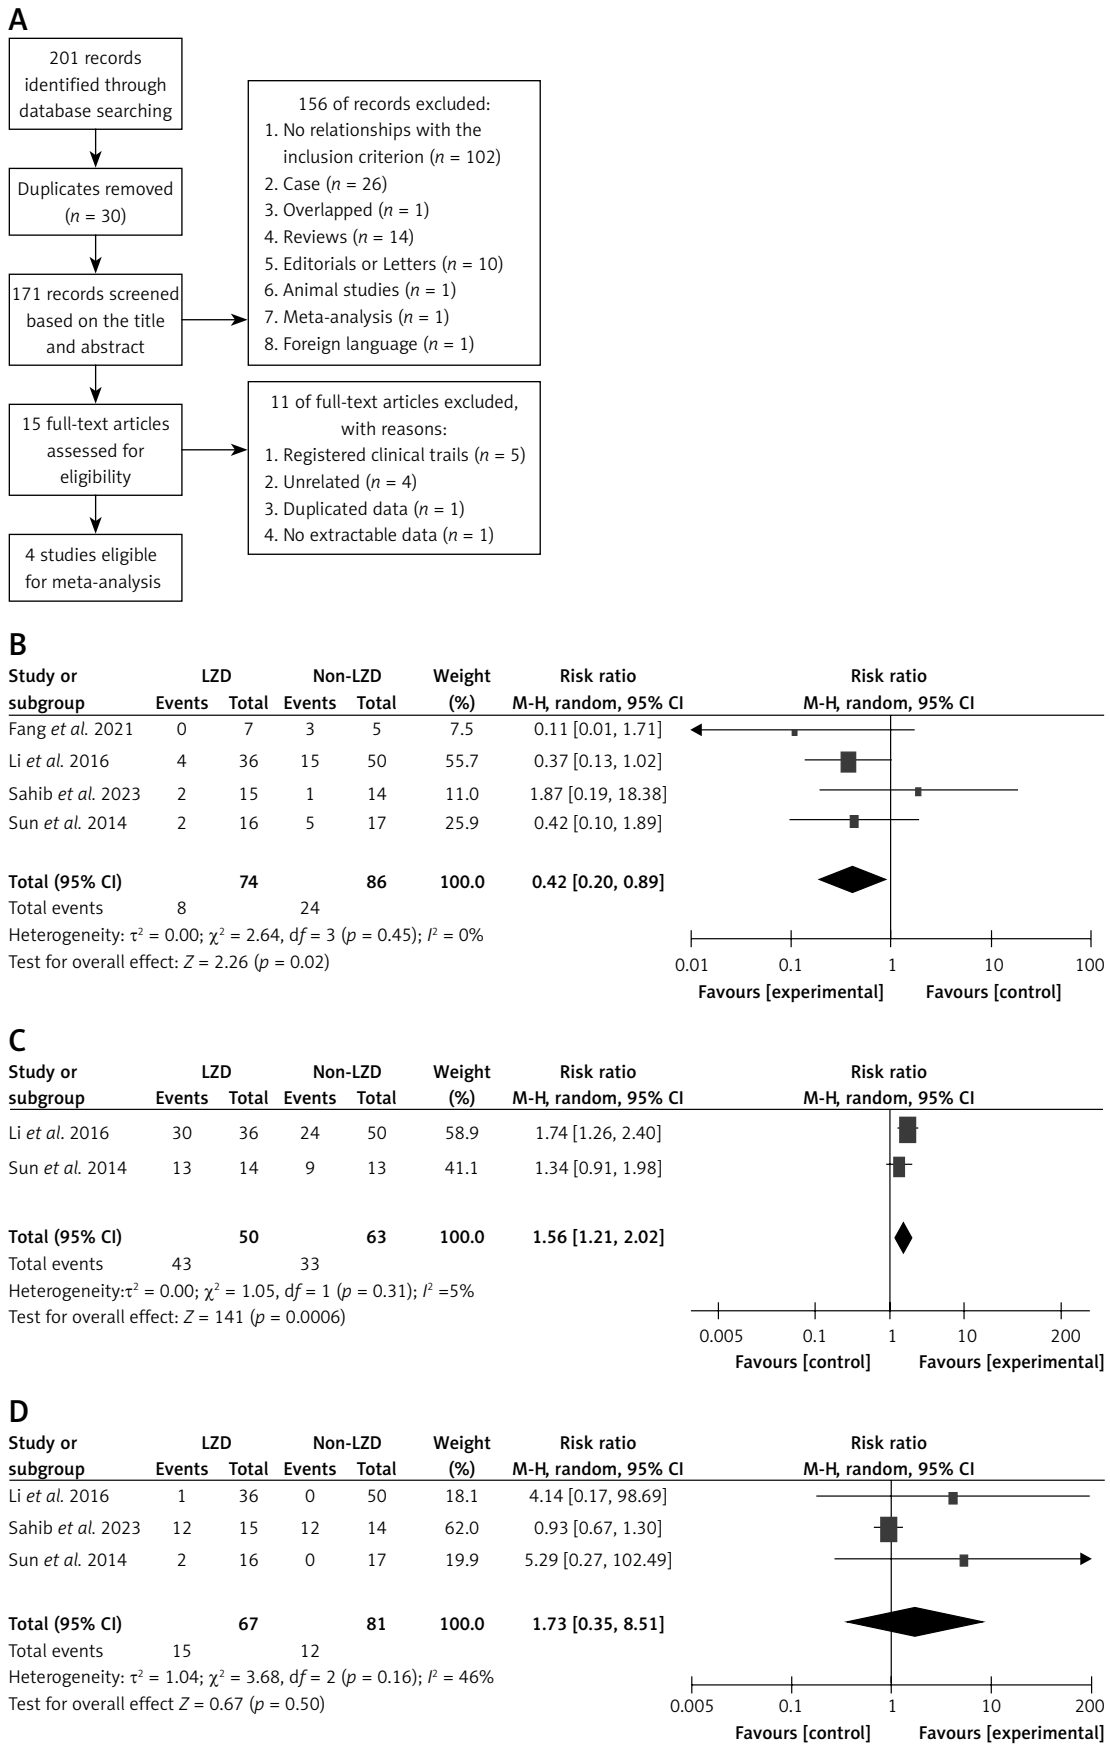 A
201 records
identified through
database searching
Duplicates removed
(n = 30)
171 records screened
based on the title
and abstract
15 full-text articles
assessed for
eligibility
4 studies eligible
for meta-analysis
156 of records excluded:
1. No relationships with the
inclusion criterion (n = 102)
2. Case (n = 26)
3. Overlapped (n = 1)
4. Reviews (n = 14)
5. Editorials or Letters (n = 10)
6. Animal studies (n = 1)
7. Meta-analysis (n = 1)
8. Foreign language (n = 1)
11 of full-text articles excluded,
with reasons:
1. Registered clinical trails (n = 5)
2. Unrelated (n = 4)
3. Duplicated data (n = 1)
4. No extractable data (n = 1)
B
Study or LZD Non-LZD Weight Risk ratio Risk ratio
subgroup Events Total Events Total (%) M-H, random, 95% CI M-H, random, 95% CI
Fang et al. 2021 0 7 3 5 7.5 0.11 [0.01, 1.71]
Li et al. 2016 4 36 15 50 55.7 0.37 [0.13, 1.02]
Sahib et al. 2023 2 15 1 14 11.0 1.87 [0.19, 18.38]
Sun et al. 2014 2 16 5 17 25.9 0.42 [0.10, 1.89]
Total (95% CI) 74 86 100.0 0.42 [0.20, 0.89]
Total events 8 24
Heterogeneity: τ² = 0.00; χ² = 2.64, df = 3 (p = 0.45); I² = 0%
Test for overall effect: Z = 2.26 (p = 0.02)
0.01 0.1 1 10 100
Favours [experimental] Favours [control]
C
Study or LZD Non-LZD Weight Risk ratio Risk ratio
subgroup Events Total Events Total (%) M-H, random, 95% CI M-H, random, 95% CI
Li et al. 2016 30 36 24 50 58.9 1.74 [1.26, 2.40]
Sun et al. 2014 13 14 9 13 41.1 1.34 [0.91, 1.98]
Total (95% CI) 50 63 100.0 1.56 [1.21, 2.02]
Total events 43 33
Heterogeneity:τ² = 0.00; χ² = 1.05, df = 1 (p = 0.31); I² =5%
Test for overall effect: Z = 141 (p = 0.0006)
0.005 0.1 1 10 200
Favours [control] Favours [experimental]
D
Study or LZD Non-LZD Weight Risk ratio Risk ratio
subgroup Events Total Events Total (%) M-H, random, 95% CI M-H, random, 95% CI
Li et al. 2016 1 36 0 50 18.1 4.14 [0.17, 98.69]
Sahib et al. 2023 12 15 12 14 62.0 0.93 [0.67, 1.30]
Sun et al. 2014 2 16 0 17 19.9 5.29 [0.27, 102.49]
Total (95% CI) 67 81 100.0 1.73 [0.35, 8.51]
Total events 15 12
Heterogeneity: τ² = 1.04; χ² = 3.68, df = 2 (p = 0.16); I² = 46%
Test for overall effect Z = 0.67 (p = 0.50)
0.005 0.1 1 10 200
Favours [control] Favours [experimental]